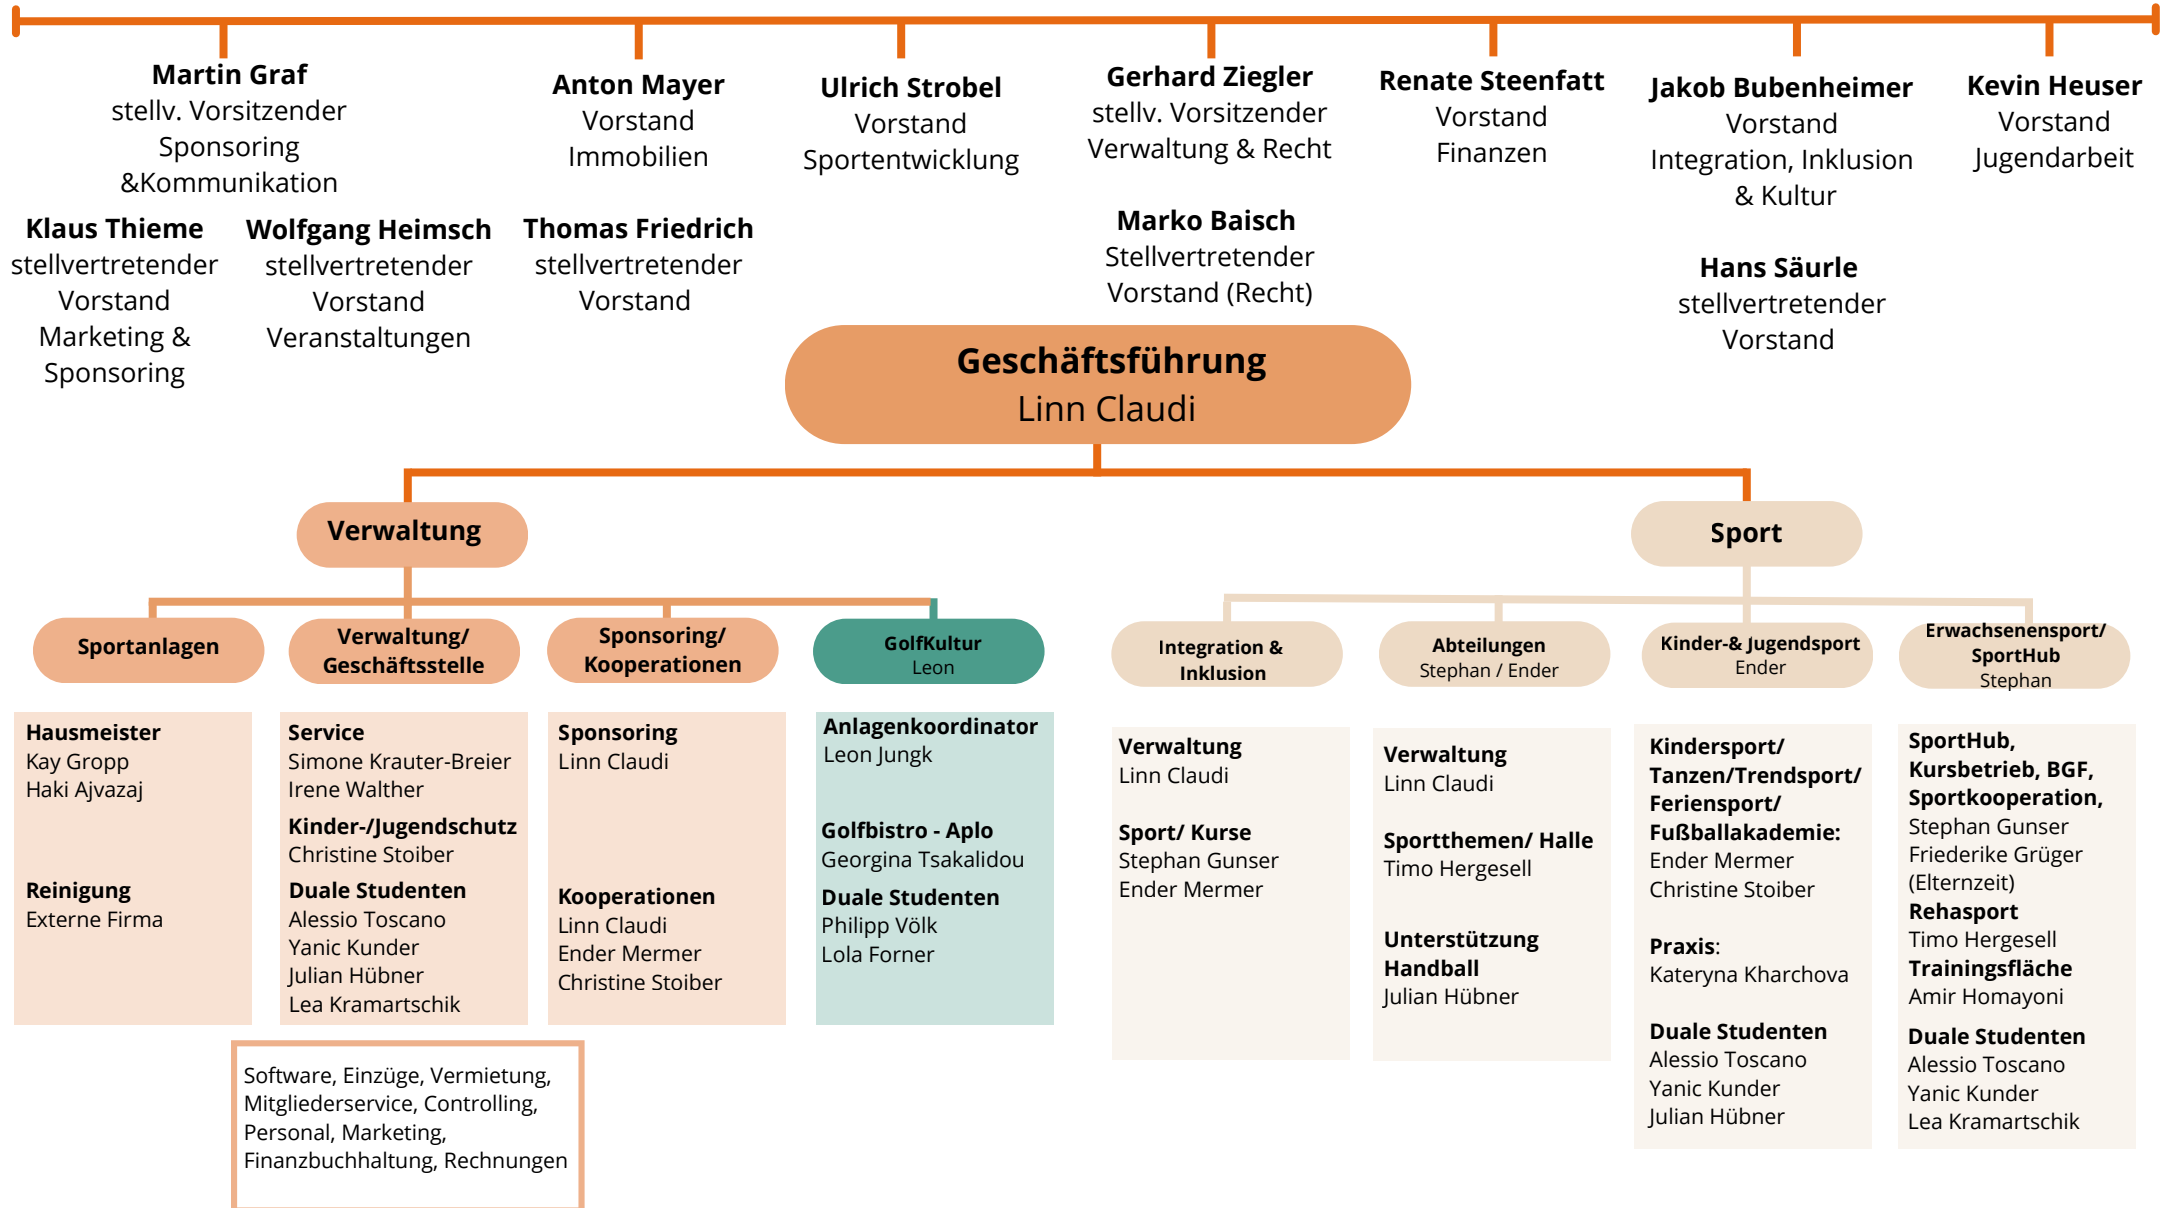 Martin Graf
stellv. Vorsitzender
Sponsoring
&Kommunikation
Anton Mayer
Vorstand
Immobilien
Ulrich Strobel
Vorstand
Sportentwicklung
Gerhard Ziegler
stellv. Vorsitzender
Verwaltung & Recht
Renate Steenfatt
Vorstand
Finanzen
Jakob Bubenheimer
Vorstand
Integration, Inklusion
& Kultur
Kevin Heuser
Vorstand
Jugendarbeit
Klaus Thieme
stellvertretender
Vorstand
Marketing &
Sponsoring
Wolfgang Heimsch
stellvertretender
Vorstand
Veranstaltungen
Thomas Friedrich
stellvertretender
Vorstand
Marko Baisch
Stellvertretender
Vorstand (Recht)
Hans Säurle
stellvertretender
Vorstand
Geschäftsführung
Linn Claudi
Verwaltung
Sport
Sportanlagen
Verwaltung/
Geschäftsstelle
Sponsoring/
Kooperationen
GolfKultur
Leon
Integration &
Inklusion
Abteilungen
Stephan / Ender
Kinder-& Jugendsport
Ender
Erwachsenensport/
SportHub
Stephan
Hausmeister
Kay Gropp
Haki Ajvazaj
Reinigung
Externe Firma
Service
Simone Krauter-Breier
Irene Walther
Kinder-/Jugendschutz
Christine Stoiber
Duale Studenten
Alessio Toscano
Yanic Kunder
Julian Hübner
Lea Kramartschik
Sponsoring
Linn Claudi
Kooperationen
Linn Claudi
Ender Mermer
Christine Stoiber
Anlagenkoordinator
Leon Jungk
Golfbistro - Aplo
Georgina Tsakalidou
Duale Studenten
Philipp Völk
Lola Forner
Verwaltung
Linn Claudi
Sport/ Kurse
Stephan Gunser
Ender Mermer
Verwaltung
Linn Claudi
Sportthemen/ Halle
Timo Hergesell
Unterstützung
Handball
Julian Hübner
Kindersport/
Tanzen/Trendsport/
Feriensport/
Fußballakademie:
Ender Mermer
Christine Stoiber
Praxis:
Kateryna Kharchova
Duale Studenten
Alessio Toscano
Yanic Kunder
Julian Hübner
SportHub,
Kursbetrieb, BGF,
Sportkooperation,
Stephan Gunser
Friederike Grüger
(Elternzeit)
Rehasport
Timo Hergesell
Trainingsfläche
Amir Homayoni
Duale Studenten
Alessio Toscano
Yanic Kunder
Lea Kramartschik
Software, Einzüge, Vermietung,
Mitgliederservice, Controlling,
Personal, Marketing,
Finanzbuchhaltung, Rechnungen